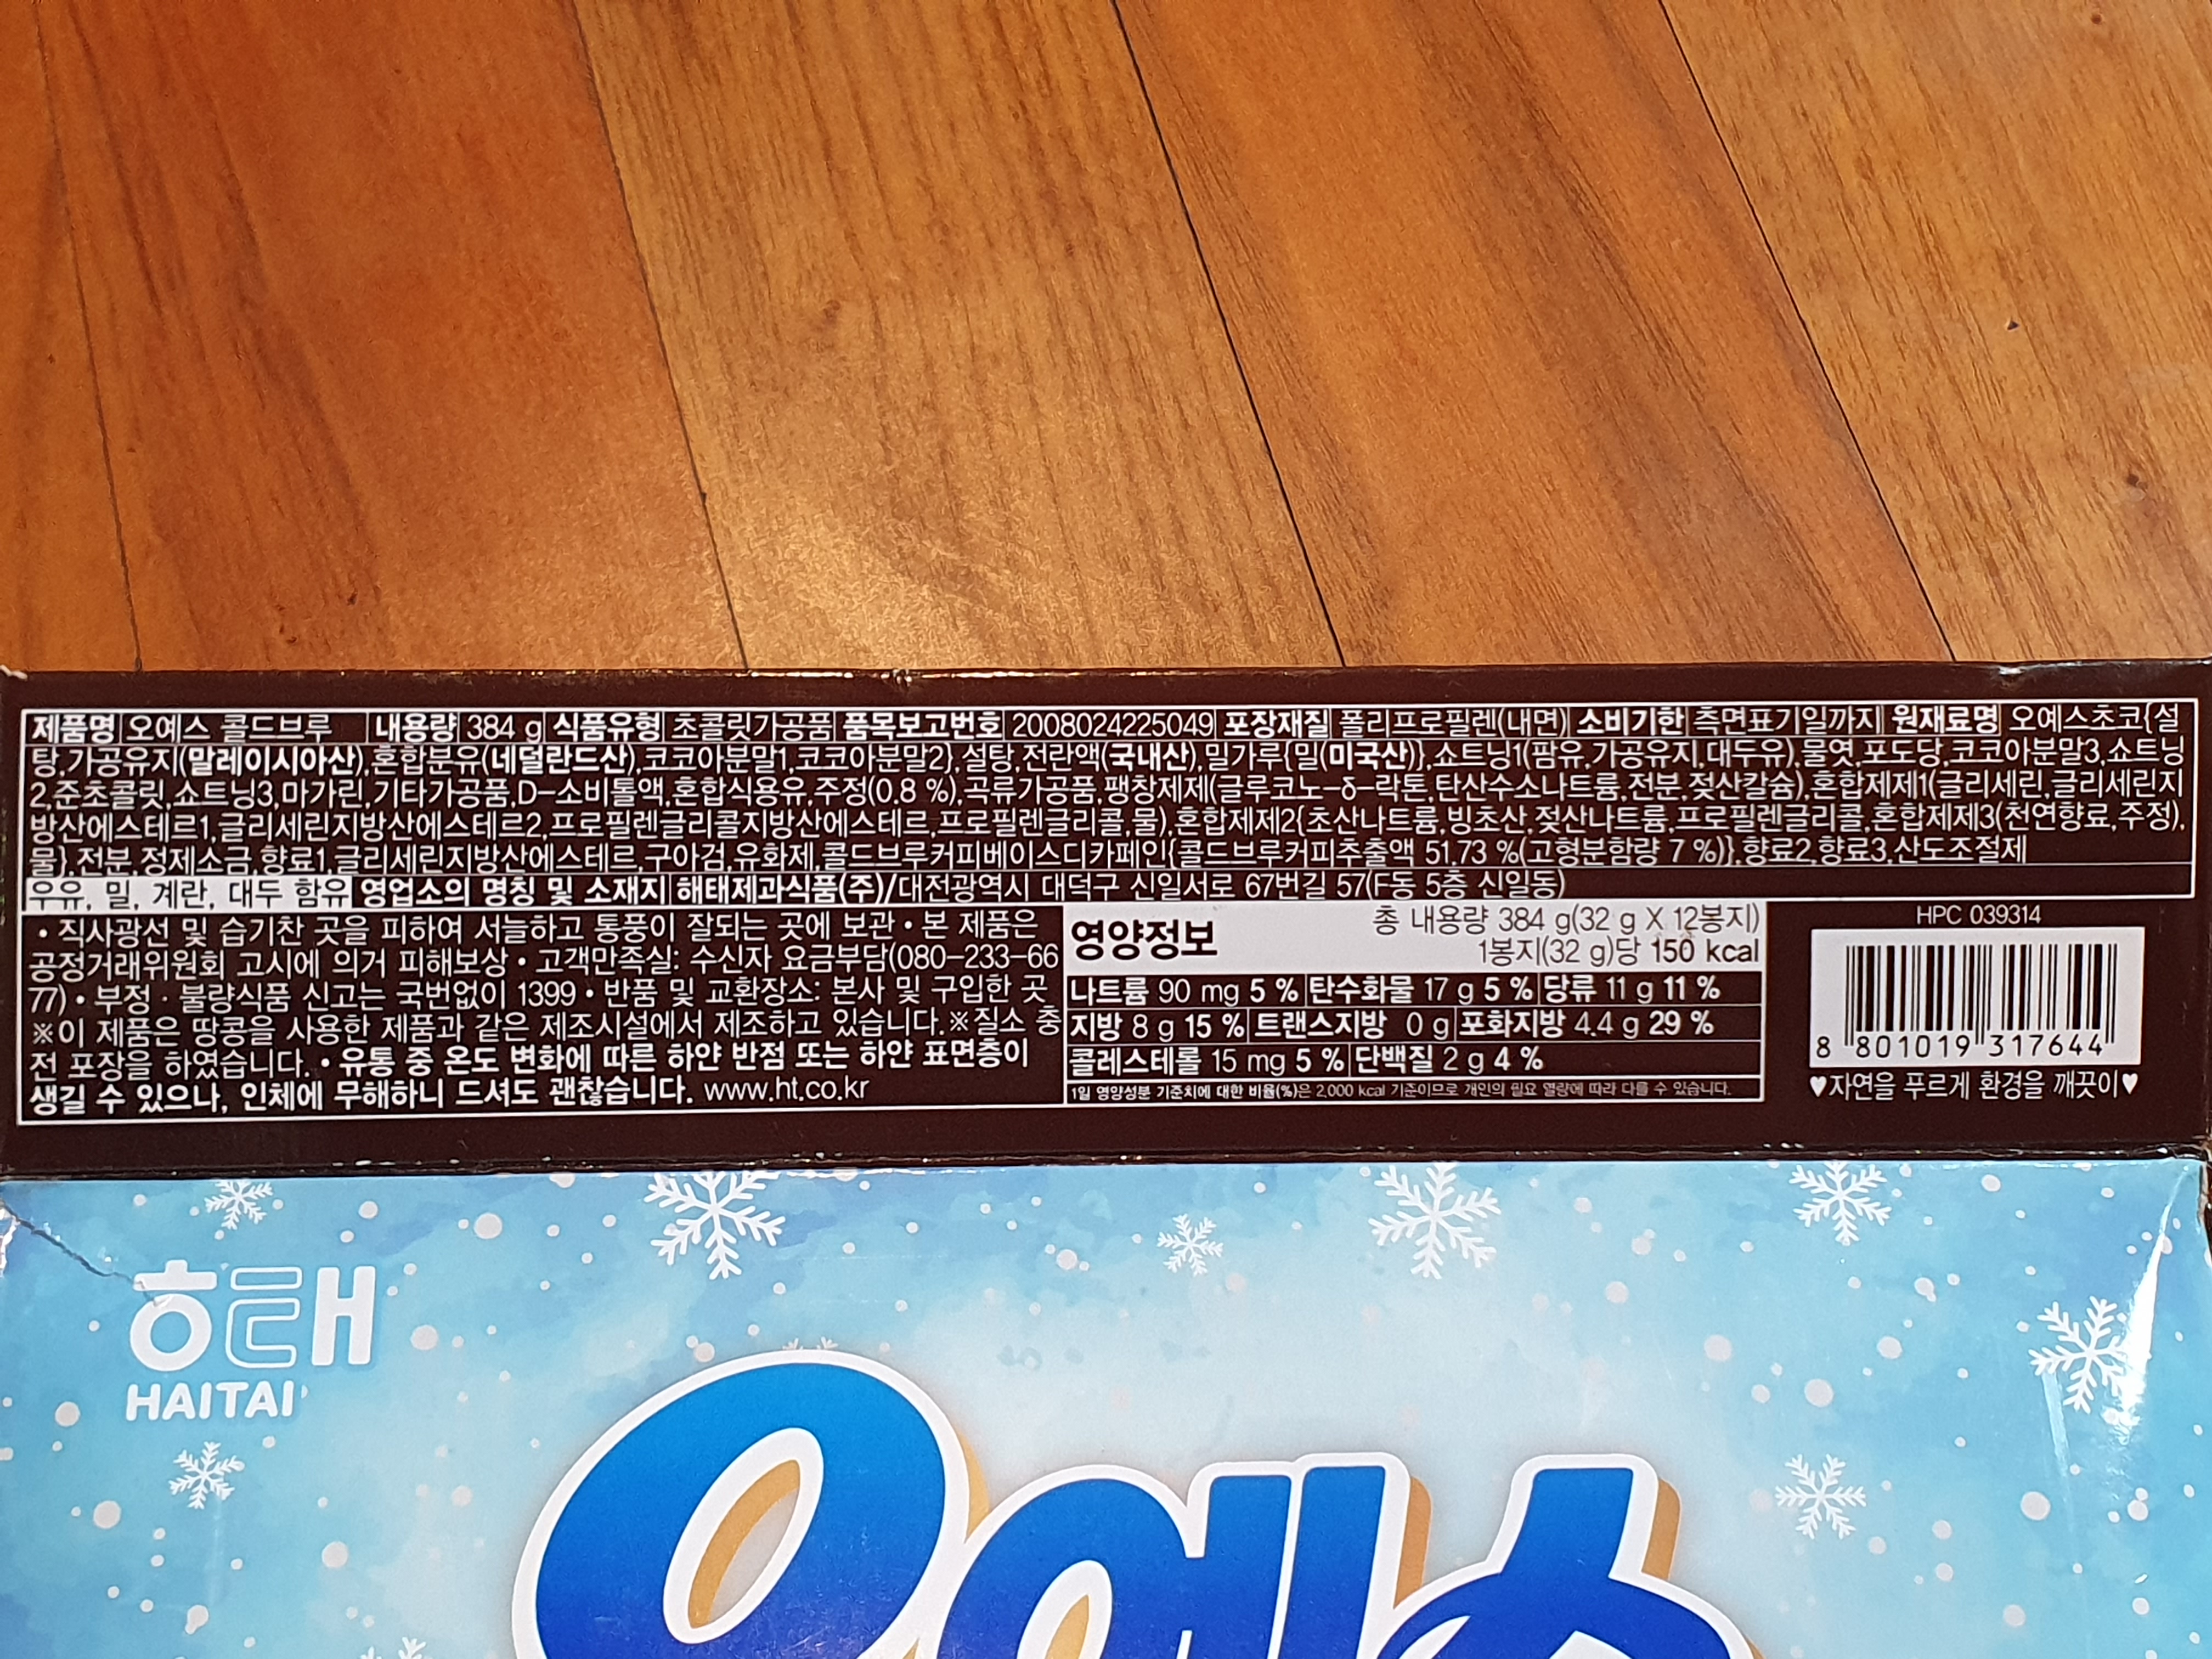 제품명 오예스 콜드브루 내용량 384 g 식품유형 초콜릿가공품 품목보고번호 2008024225049 포장재질 폴리프로필렌(내면) 소비기한 측면표기일까지 원재료명 오예스초코{설
탕,가공유지(말레이시아산),혼합분유(네덜란드산),코코아분말1,코코아분말2},설탕,전란액(국내산),밀가루{밀(미국산)},쇼트닝1(팜유,가공유지,대두유),물엿,포도당,코코아분말3,쇼트닝
2,준초콜릿,쇼트닝3,마가린,기타가공품,D-소비톨액,혼합식용유,주정(0.8 %),곡류가공품,팽창제제(글루코노-δ-락톤,탄산수소나트륨,전분,젖산칼슘),혼합제제1(글리세린,글리세린지
방산에스테르1,글리세린지방산에스테르2,프로필렌글리콜지방산에스테르,프로필렌글리콜,물),혼합제제2{초산나트륨,빙초산,젖산나트륨,프로필렌글리콜,혼합제제3(천연향료,주정),
물},전분,정제소금,향료1,글리세린지방산에스테르,구아검,유화제,콜드브루커피베이스디카페인{콜드브루커피추출액 51.73 %(고형분함량 7 %)},향료2,향료3,산도조절제
우유, 밀, 계란, 대두 함유 영업소의 명칭 및 소재지 해태제과식품(주)/대전광역시 대덕구 신일서로 67번길 57(F동 5층 신일동)
• 직사광선 및 습기찬 곳을 피하여 서늘하고 통풍이 잘되는 곳에 보관 • 본 제품은
공정거래위원회 고시에 의거 피해보상 • 고객만족실: 수신자 요금부담(080-233-66
77) • 부정 · 불량식품 신고는 국번없이 1399 • 반품 및 교환장소: 본사 및 구입한 곳
※이 제품은 땅콩을 사용한 제품과 같은 제조시설에서 제조하고 있습니다.※질소 충
전 포장을 하였습니다. • 유통 중 온도 변화에 따른 하얀 반점 또는 하얀 표면층이
생길 수 있으나, 인체에 무해하니 드셔도 괜찮습니다. www.ht.co.kr
영양정보
총 내용량 384 g(32 g X 12봉지)
1봉지(32 g)당 150 kcal
나트륨 90 mg 5 % 탄수화물 17 g 5 % 당류 11 g 11 %
지방 8 g 15 % 트랜스지방 0 g 포화지방 4.4 g 29 %
콜레스테롤 15 mg 5 % 단백질 2 g 4 %
1일 영양성분 기준치에 대한 비율(%)은 2,000 kcal 기준이므로 개인의 필요 열량에 따라 다를 수 있습니다.
HPC 039314
8 801019 317644
♥자연을 푸르게 환경을 깨끗이♥
해태
HAITAI
오예스